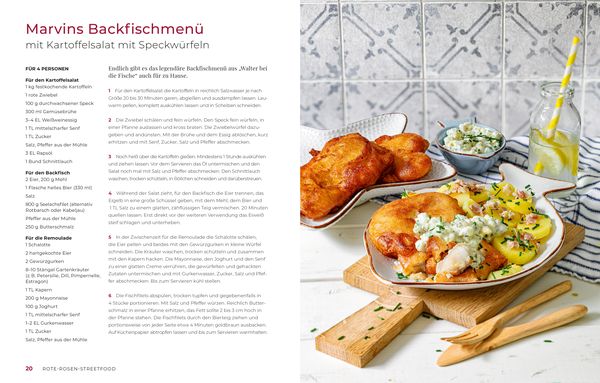 Marvins Backfischmenü
mit Kartoffelsalat mit Speckwürfeln
FÜR 4 PERSONEN
Für den Kartoffelsalat
1 kg festkochende Kartoffeln
1 rote Zwiebel
100 g durchwachsener Speck
300 ml Gemüsebrühe
3–4 EL Weißweinessig
1 TL mittelscharfer Senf
1 TL Zucker
Salz, Pfeffer aus der Mühle
3 EL Rapsöl
1 Bund Schnittlauch
Für den Backfisch
2 Eier, 200 g Mehl
1 Flasche helles Bier (330 ml)
Salz
800 g Seelachsfilet (alternativ
Rotbarsch oder Kabeljau)
Pfeffer aus der Mühle
250 g Butterschmalz
Für die Remoulade
1 Schalotte
2 hartgekochte Eier
2 Gewürzgurken
8–10 Stängel Gartenkräuter
(z. B. Petersilie, Dill, Pimpernelle,
Estragon)
1 TL Kapern
200 g Mayonnaise
100 g Joghurt
1 TL mittelscharfer Senf
1–2 EL Gurkenwasser
1 TL Zucker
Salz, Pfeffer aus der Mühle
Endlich gibt es das legendäre Backfischmenü aus „Walter bei
die Fische“ auch für zu Hause.
1 Für den Kartoffelsalat die Kartoffeln in reichlich Salzwasser je nach
Größe 20 bis 30 Minuten garen, abgießen und ausdampfen lassen. Lau-
warm pellen, komplett auskühlen lassen und in Scheiben schneiden.
2 Die Zwiebel schälen und fein würfeln. Den Speck fein würfeln, in
einer Pfanne auslassen und kross braten. Die Zwiebelwürfel dazu-
geben und andünsten. Mit der Brühe und dem Essig ablöschen, kurz
erhitzen und mit Senf, Zucker, Salz und Pfeffer abschmecken.
3 Noch heiß über die Kartoffeln gießen. Mindestens 1 Stunde auskühlen
und ziehen lassen. Vor dem Servieren das Öl untermischen und den
Salat noch mal mit Salz und Pfeffer abschmecken. Den Schnittlauch
waschen, trocken schütteln, in Röllchen schneiden und darüberstreuen.
4 Während der Salat zieht, für den Backfisch die Eier trennen, das
Eigelb in eine große Schüssel geben, mit dem Mehl, dem Bier und
1 TL Salz zu einem glatten, zähflüssigen Teig vermischen. 20 Minuten
quellen lassen. Erst direkt vor der weiteren Verwendung das Eiweiß
steif schlagen und unterheben.
5 In der Zwischenzeit für die Remoulade die Schalotte schälen,
die Eier pellen und beides mit den Gewürzgurken in kleine Würfel
schneiden. Die Kräuter waschen, trocken schütteln und zusammen
mit den Kapern hacken. Die Mayonnaise, den Joghurt und den Senf
zu einer glatten Creme verrühren, die gewürfelten und gehackten
Zutaten untermischen und mit Gurkenwasser, Zucker, Salz und Pfef-
fer abschmecken. Bis zum Servieren kühl stellen.
6 Die Fischfilets abspülen, trocken tupfen und gegebenenfalls in
4 Stücke portionieren. Mit Salz und Pfeffer würzen. Reichlich Butter-
schmalz in einer Pfanne erhitzen, das Fett sollte 2 bis 3 cm hoch in
der Pfanne stehen. Die Fischfilets durch den Bierteig ziehen und
portionsweise von jeder Seite etwa 4 Minuten goldbraun ausbacken.
Auf Küchenpapier abtropfen lassen und bis zum Servieren warmhalten.
20 ROTE-ROSEN-STREETFOOD